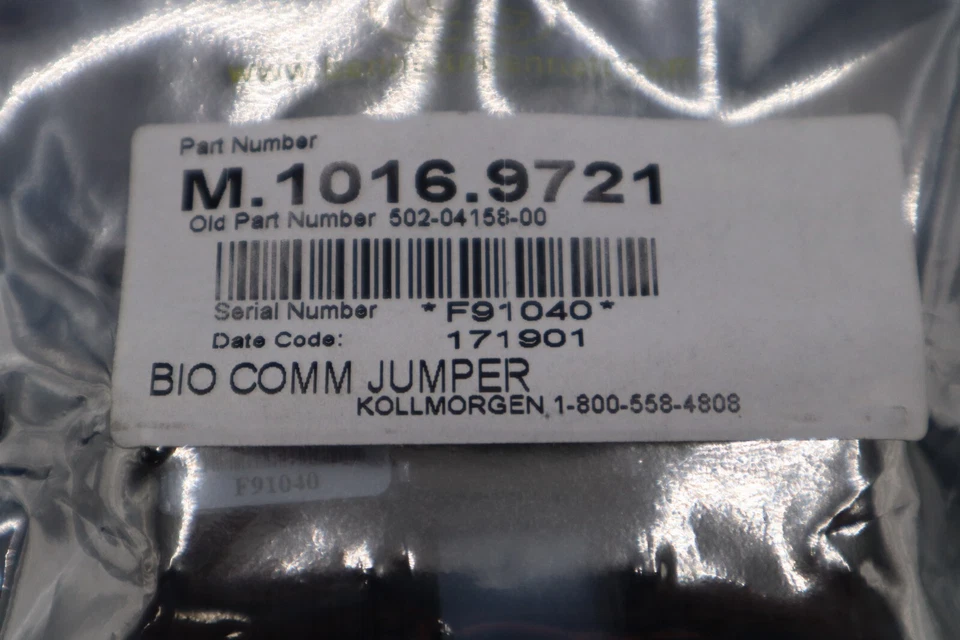 Part Number
M.1016.9721
Old Part Number 502-04158-00
Serial Number *F91040*
Date Code: 171901
BIO COMM JUMPER
KOLLMORGEN, 1-800-558-4808
F91040